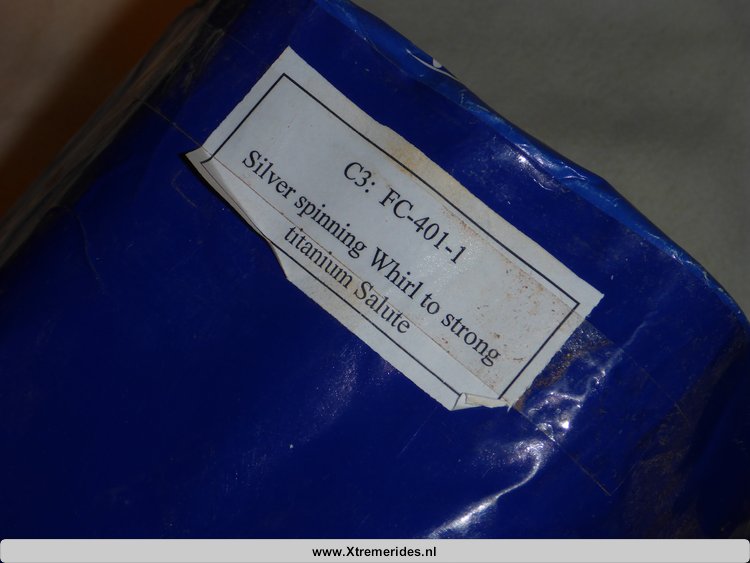 C3: FC-401-1
Silver spinning Whirl to strong
titanium Salute
www.Xtremerides.nl